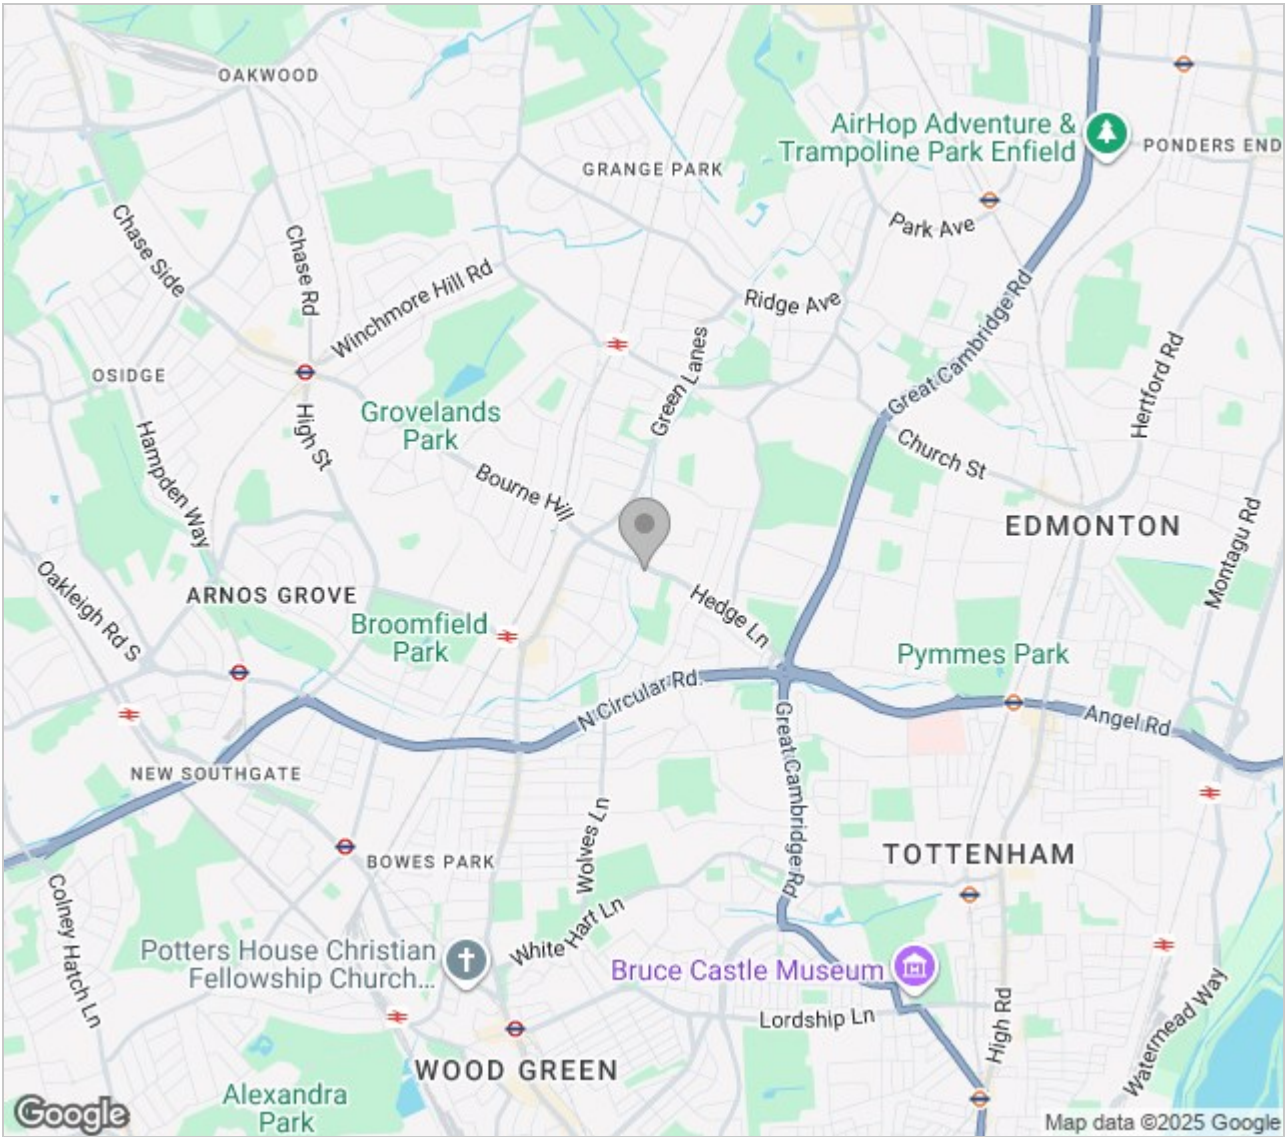 OAKWOOD
AirHop Adventure &
Trampoline Park Enfield
PONDERS END
GRANGE PARK
Park Ave
Chase Side
Chase Rd
Winchmore Hill Rd
Ridge Ave
Great Cambridge Rd
Green Lanes
Hertford Rd
OSIDGE
Grovelands
Park
High St
Hampden Way
Church St
Bourne Hill
EDMONTON
Montagu Rd
Oakleigh Rd S
ARNOS GROVE
Broomfield
Park
Hedge Ln
Pymmes Park
N Circular Rd.
Great Cambridge Rd
Angel Rd
NEW SOUTHGATE
Wolves Ln
BOWES PARK
TOTTENHAM
Colney Hatch Ln
White Hart Ln
Potters House Christian
Fellowship Church...
Bruce Castle Museum
Lordship Ln
High Rd
Watermead Way
WOOD GREEN
Alexandra
Park
Google
Map data ©2025 Google